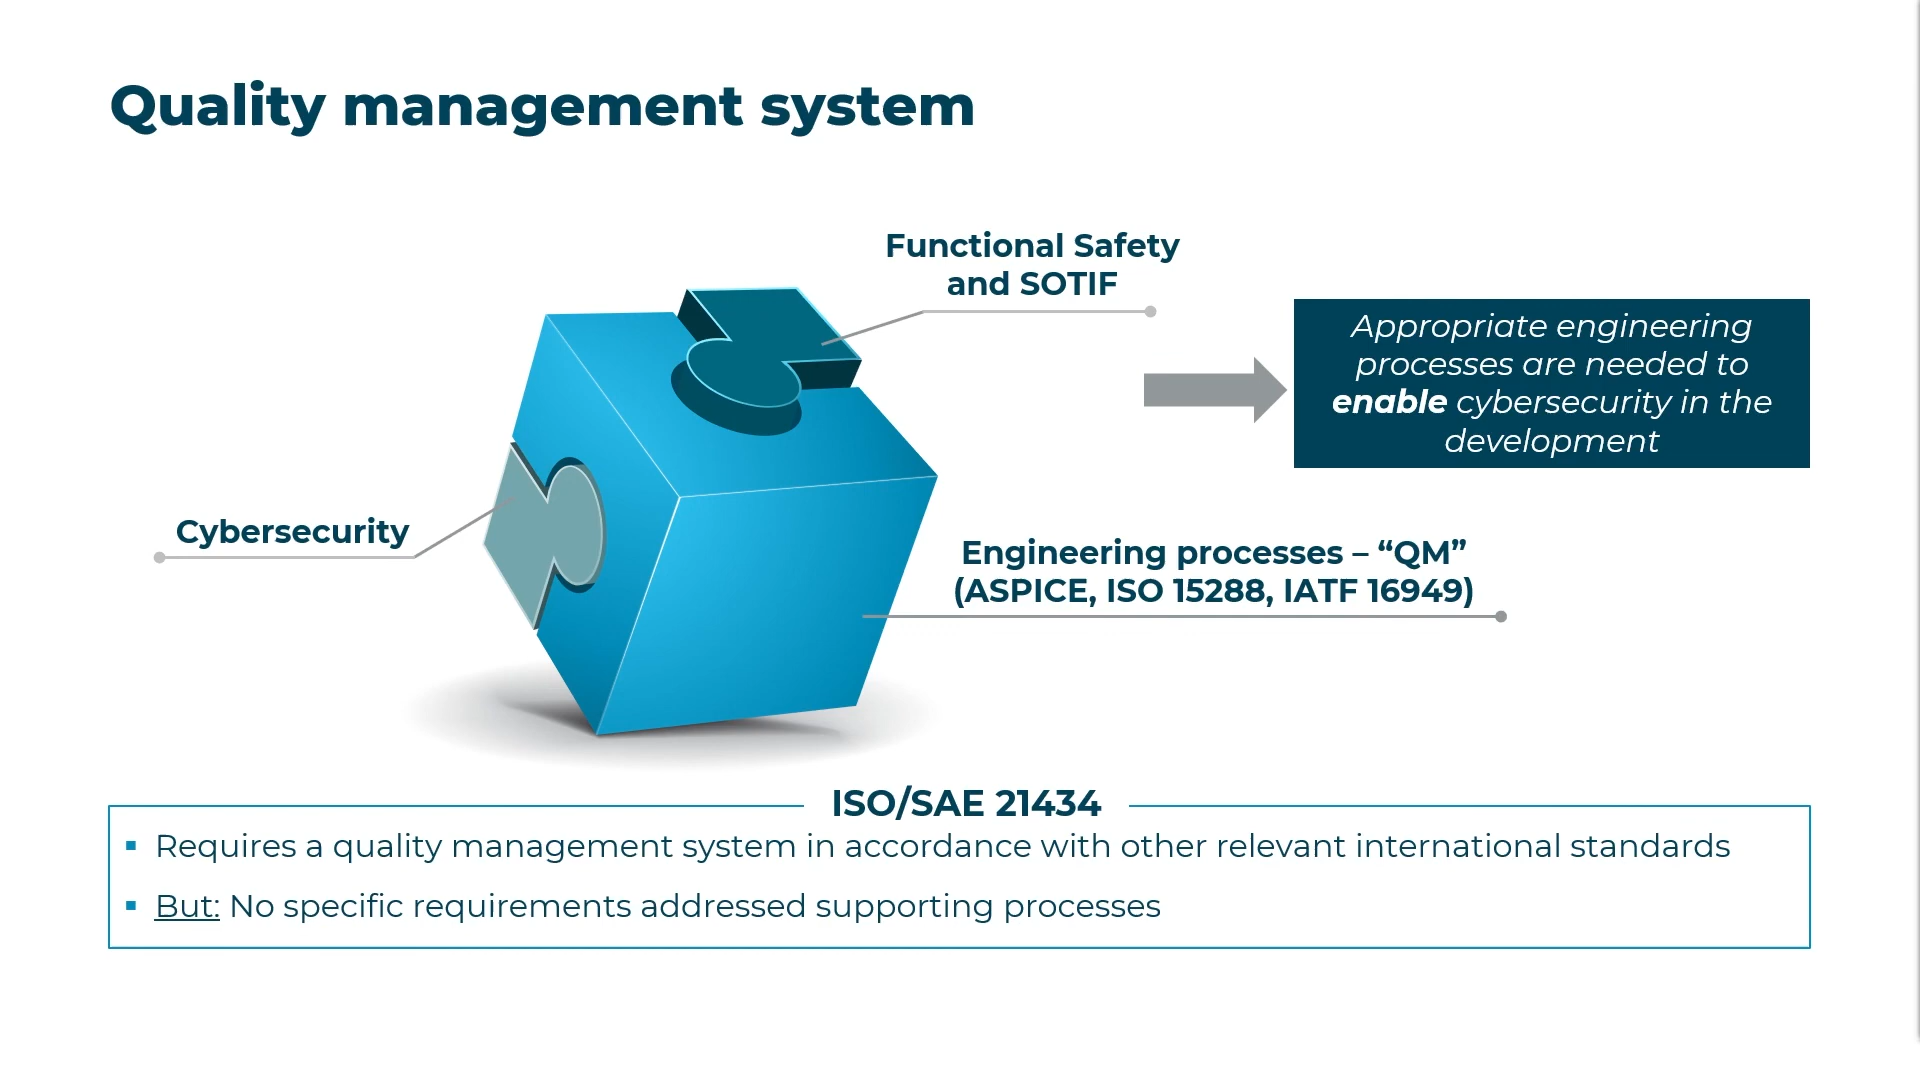 Quality management system
Functional Safety
and SOTIF
Appropriate engineering
processes are needed to
enable cybersecurity in the
development
Cybersecurity
Engineering processes – “QM”
(ASPICE, ISO 15288, IATF 16949)
ISO/SAE 21434
▪ Requires a quality management system in accordance with other relevant international standards
▪ But: No specific requirements addressed supporting processes